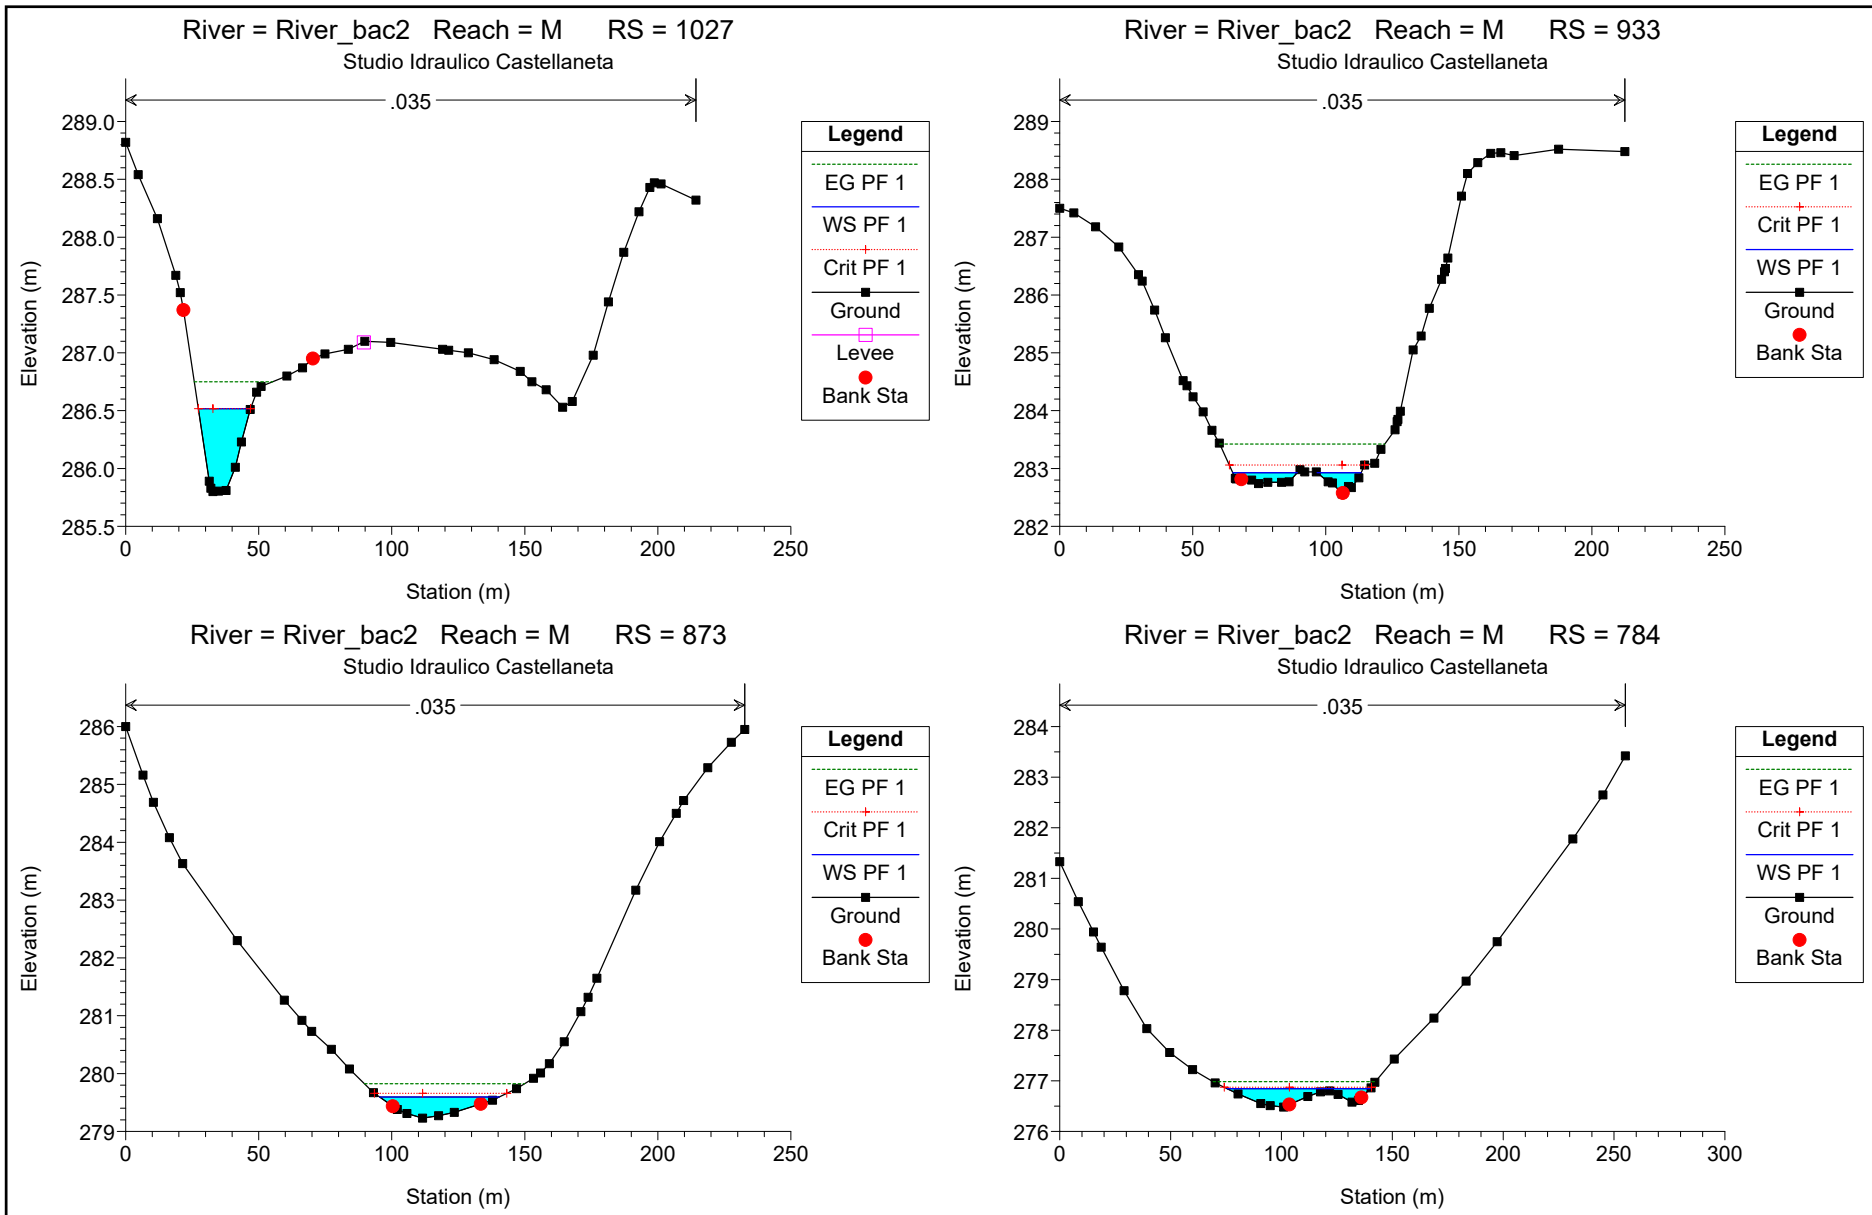 River = River_bac2 Reach = M RS = 1027
Studio Idraulico Castellaneta
.035
289.0
288.5
288.0
287.5
287.0
286.5
286.0
285.5
0 50 100 150 200 250
Elevation (m)
Station (m)
Legend
EG PF 1
WS PF 1
Crit PF 1
Ground
Levee
Bank Sta
River = River_bac2 Reach = M RS = 933
Studio Idraulico Castellaneta
.035
289
288
287
286
285
284
283
282
0 50 100 150 200 250
Elevation (m)
Station (m)
Legend
EG PF 1
Crit PF 1
WS PF 1
Ground
Bank Sta
River = River_bac2 Reach = M RS = 873
Studio Idraulico Castellaneta
.035
286
285
284
283
282
281
280
279
0 50 100 150 200 250
Elevation (m)
Station (m)
Legend
EG PF 1
Crit PF 1
WS PF 1
Ground
Bank Sta
River = River_bac2 Reach = M RS = 784
Studio Idraulico Castellaneta
.035
284
283
282
281
280
279
278
277
276
0 50 100 150 200 250 300
Elevation (m)
Station (m)
Legend
EG PF 1
Crit PF 1
WS PF 1
Ground
Bank Sta